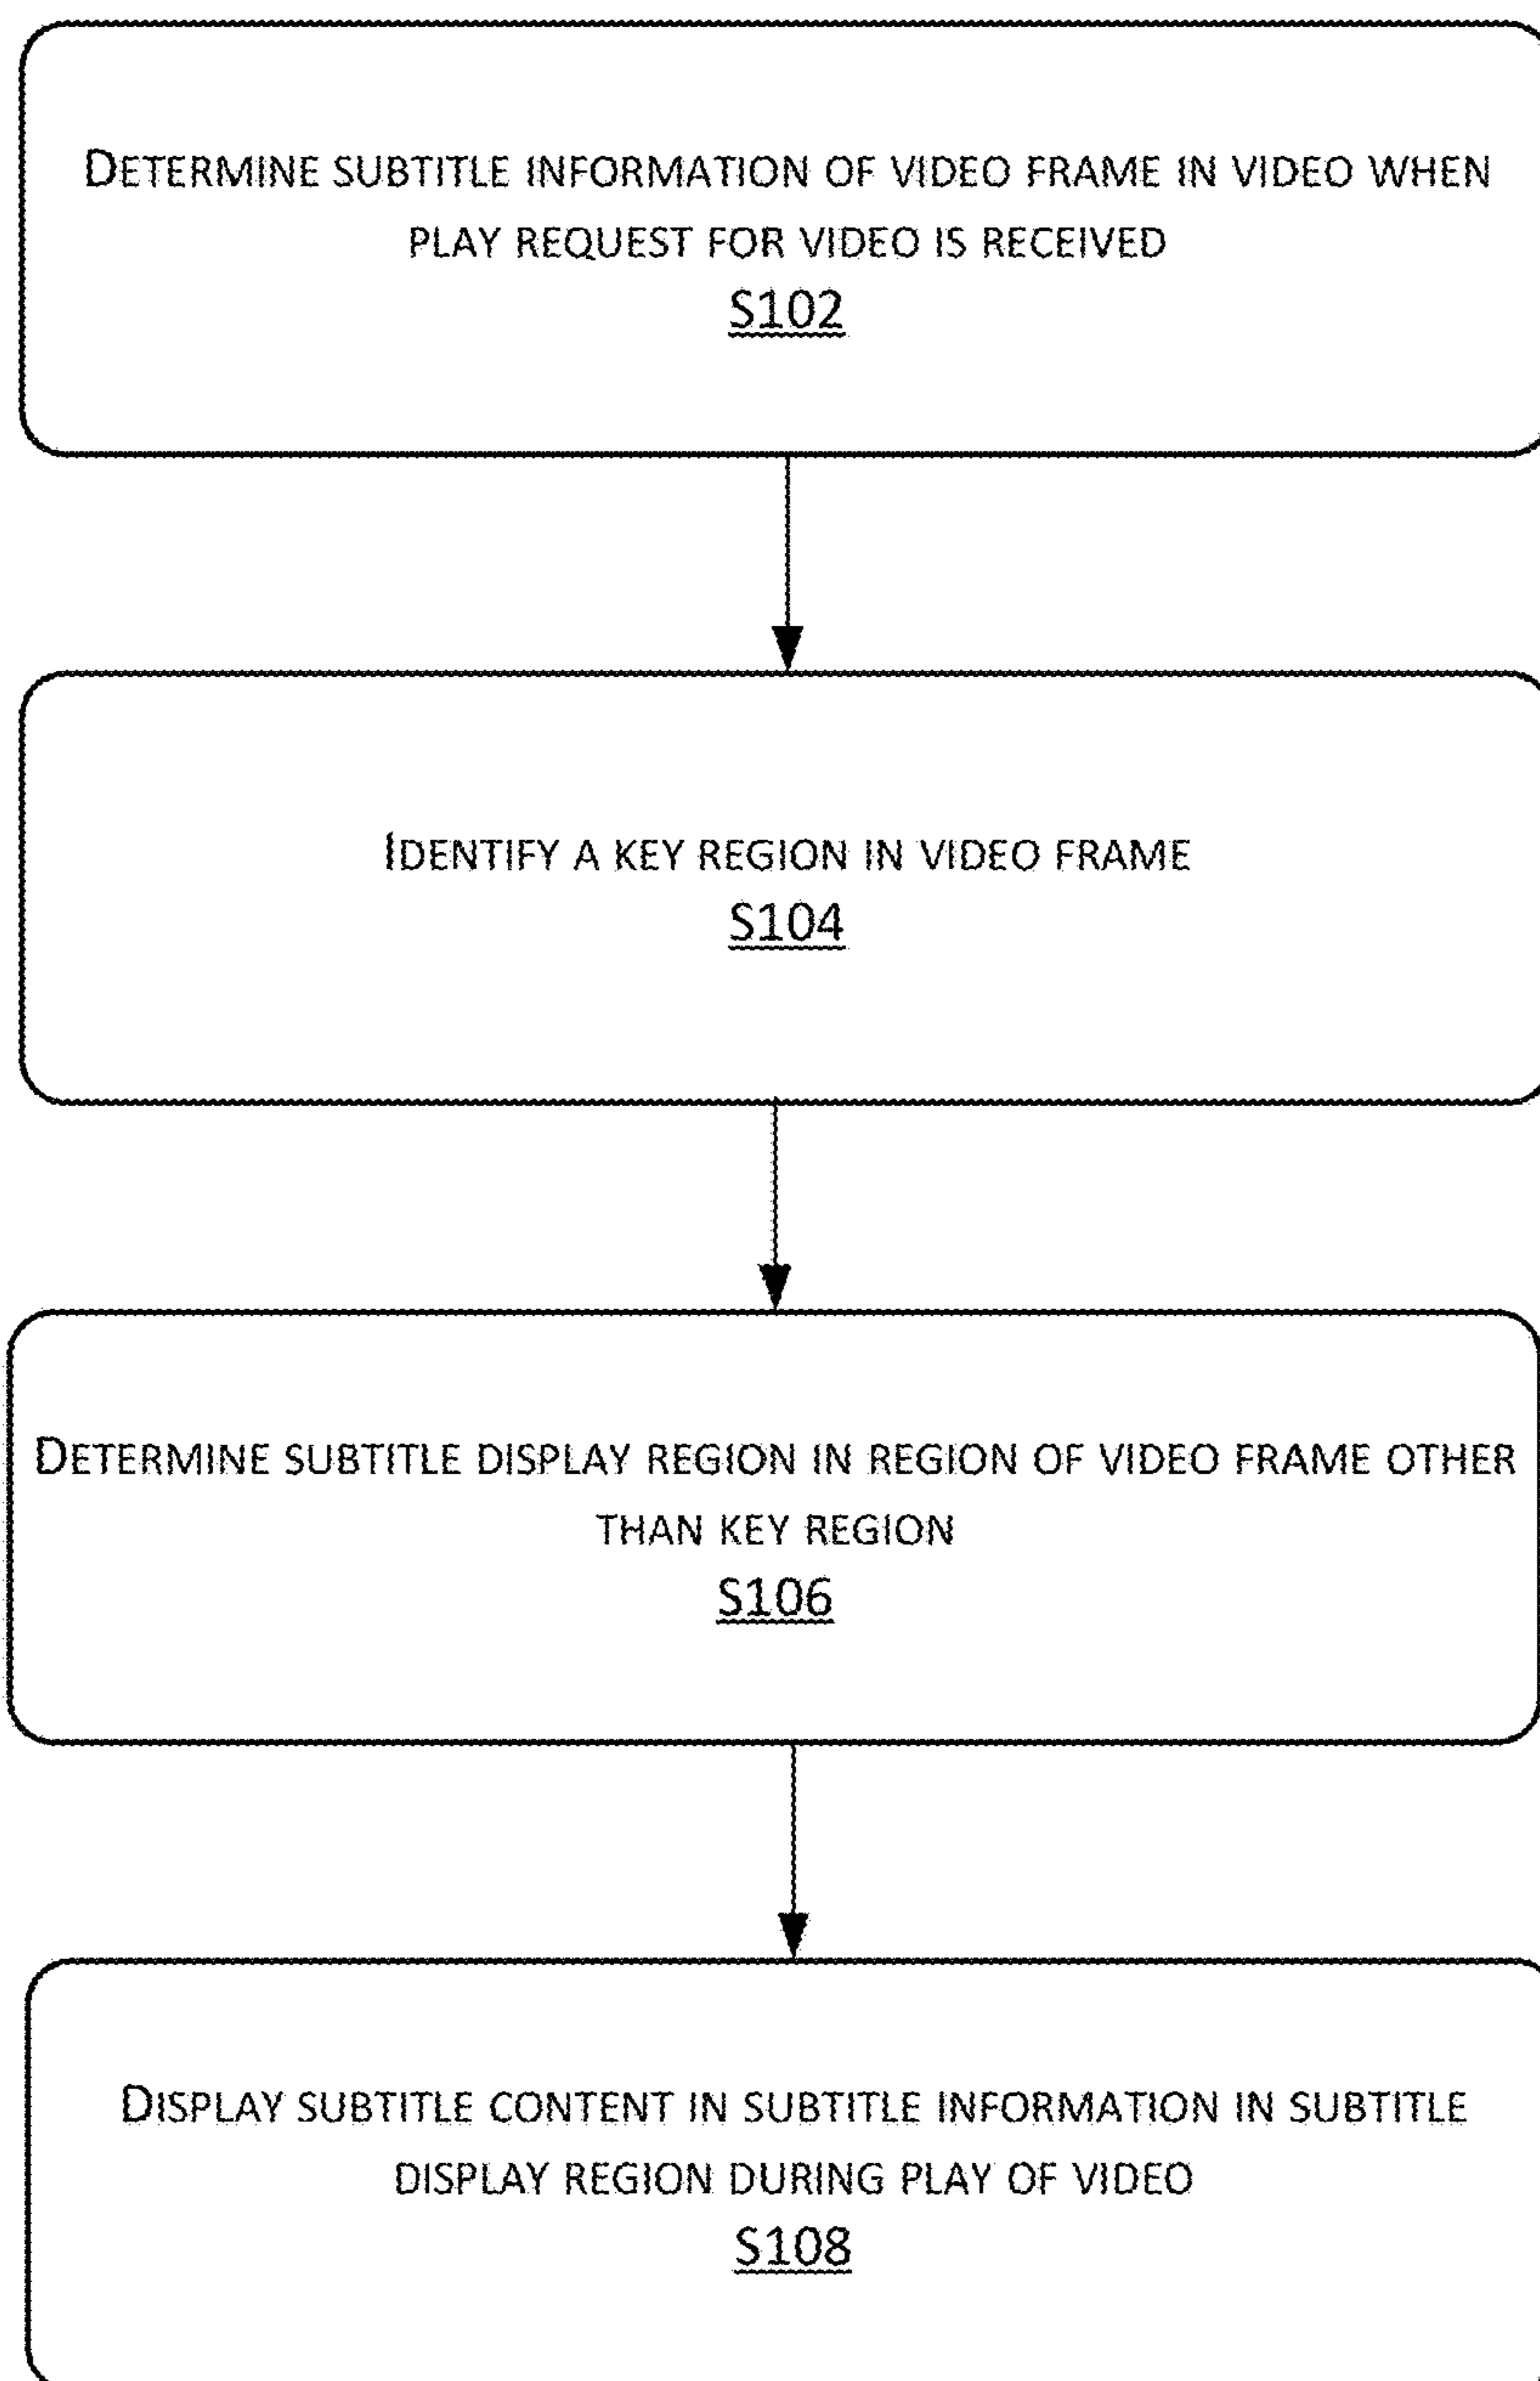 DETERMINE SUBTITLE INFORMATION OF VIDEO FRAME IN VIDEO WHEN
PLAY REQUEST FOR VIDEO IS RECEIVED
S102
IDENTIFY A KEY REGION IN VIDEO FRAME
S104
DETERMINE SUBTITLE DISPLAY REGION IN REGION OF VIDEO FRAME OTHER
THAN KEY REGION
S106
DISPLAY SUBTITLE CONTENT IN SUBTITLE INFORMATION IN SUBTITLE
DISPLAY REGION DURING PLAY OF VIDEO
S108